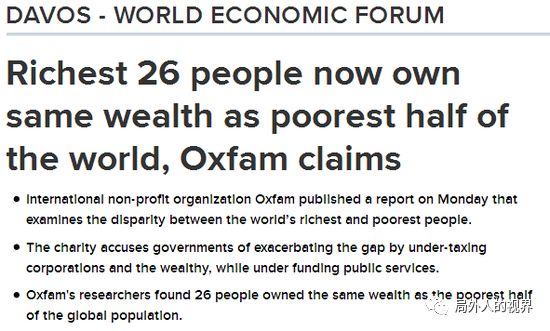 DAVOS - WORLD ECONOMIC FORUM
Richest 26 people now own
same wealth as poorest half of
the world, Oxfam claims
• International non-profit organization Oxfam published a report on Monday that
examines the disparity between the world's richest and poorest people.
• The charity accuses governments of exacerbating the gap by under-taxing
corporations and the wealthy, while under funding public services.
• Oxfam's researchers found 26 people owned the same wealth as the poorest half
of the global population.
局外人的视界